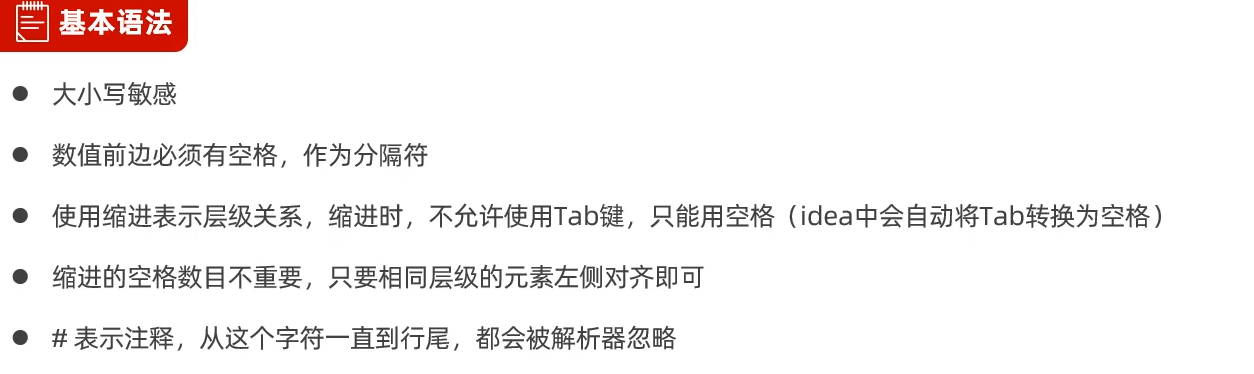 基本语法
大小写敏感
数值前边必须有空格，作为分隔符
使用缩进表示层级关系，缩进时，不允许使用Tab键，只能用空格（idea中会自动将Tab转换为空格）
缩进的空格数目不重要，只要相同层级的元素左侧对齐即可
# 表示注释，从这个字符一直到行尾，都会被解析器忽略